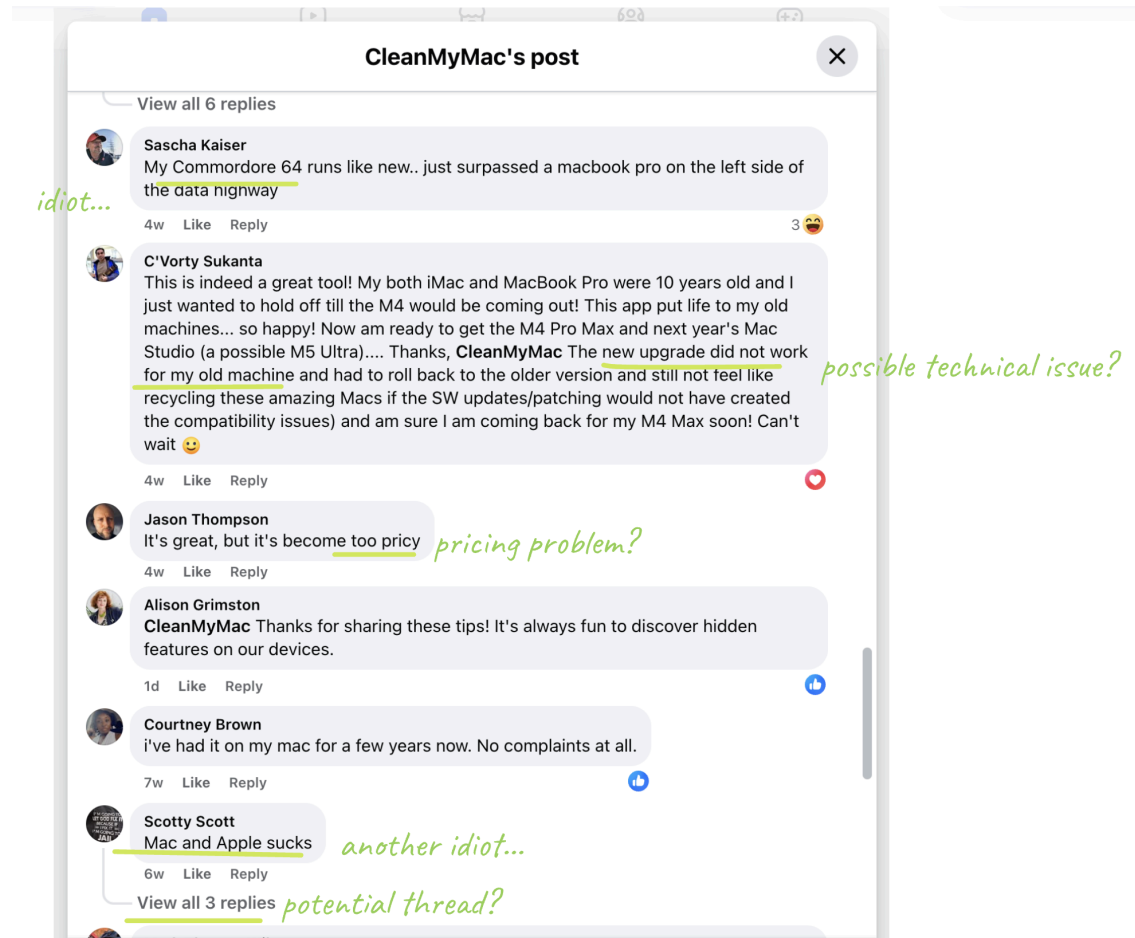 CleanMyMac's post
View all 6 replies
Sascha Kaiser
My Commordore 64 runs like new.. just surpassed a macbook pro on the left side of
the data highway
idiot...
4w Like Reply 3
C'Vorty Sukanta
This is indeed a great tool! My both iMac and MacBook Pro were 10 years old and I
just wanted to hold off till the M4 would be coming out! This app put life to my old
machines... so happy! Now am ready to get the M4 Pro Max and next year's Mac
Studio (a possible M5 Ultra).... Thanks, CleanMyMac The new upgrade did not work
possible technical issue?
for my old machine and had to roll back to the older version and still not feel like
recycling these amazing Macs if the SW updates/patching would not have created
the compatibility issues) and am sure I am coming back for my M4 Max soon! Can't
wait 🙂
4w Like Reply
Jason Thompson
It's great, but it's become too pricy
pricing problem?
4w Like Reply
Alison Grimston
CleanMyMac Thanks for sharing these tips! It's always fun to discover hidden
features on our devices.
1d Like Reply
Courtney Brown
i've had it on my mac for a few years now. No complaints at all.
7w Like Reply
Scotty Scott
Mac and Apple sucks
another idiot...
6w Like Reply
View all 3 replies
potential thread?